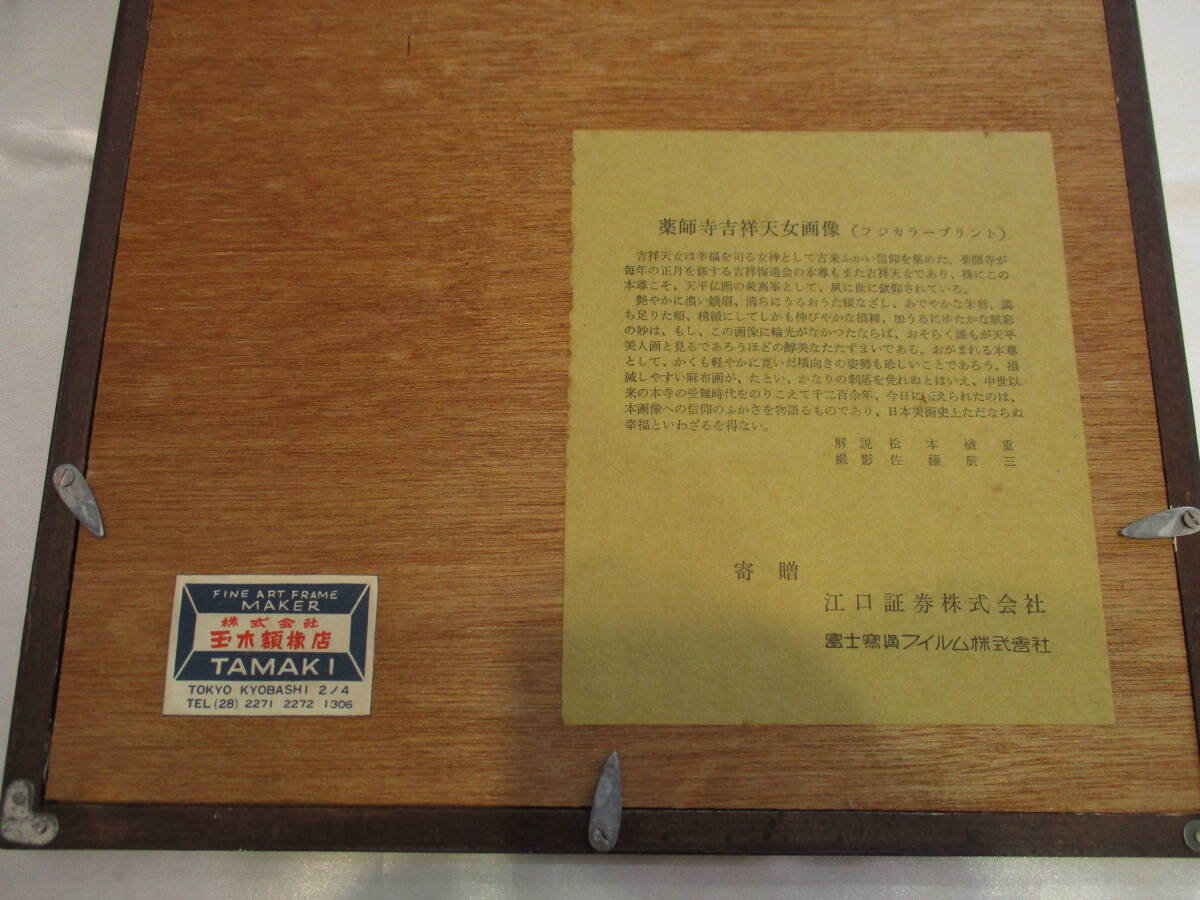 薬師寺吉祥天女画像(フジカラープリント)
吉祥天女は幸福を司る女神として古来ふかい信仰を集めた。薬師寺が
毎年の正月を修する吉祥悔過会の本尊もまた吉祥天女であり、殊にこの
本尊こそ、天平仏画の最高峯として、夙に世に欽仰されている。
艶やかに濃い蛾眉、清らにうるおうた眼なざし、あでやかな朱唇、満
ち足りた頬、精緻にしてしかも伸びやかな描線、加うるにゆたかな賦彩
の妙は、もし、この画像に輪光がなかつたならば、おそらく誰もが天平
美人画と見るであろうほどの醇美なたたずまいである。おがまれる本尊
として、かくも軽やかに寛いだ横向きの姿勢も珍しいことであろう。損
滅しやすい麻布画が、たとい、かなりの剝落を免れぬとはいえ、中世以
来の本寺の受難時代をのりこえて千二百余年、今日に伝えられたのは、
本画像への信仰のふかさを物語るものであり、日本美術史上ただならぬ
幸福といわざるを得ない。
解説 松本楢重
撮影 佐藤辰三
寄贈
江口証券株式会社
富士寫眞フイルム株式會社
FINE ART FRAME
MAKER
株式会社
玉木額椽店
TAMAKI
TOKYO KYOBASHI 2/4
TEL (28) 2271 2272 1306